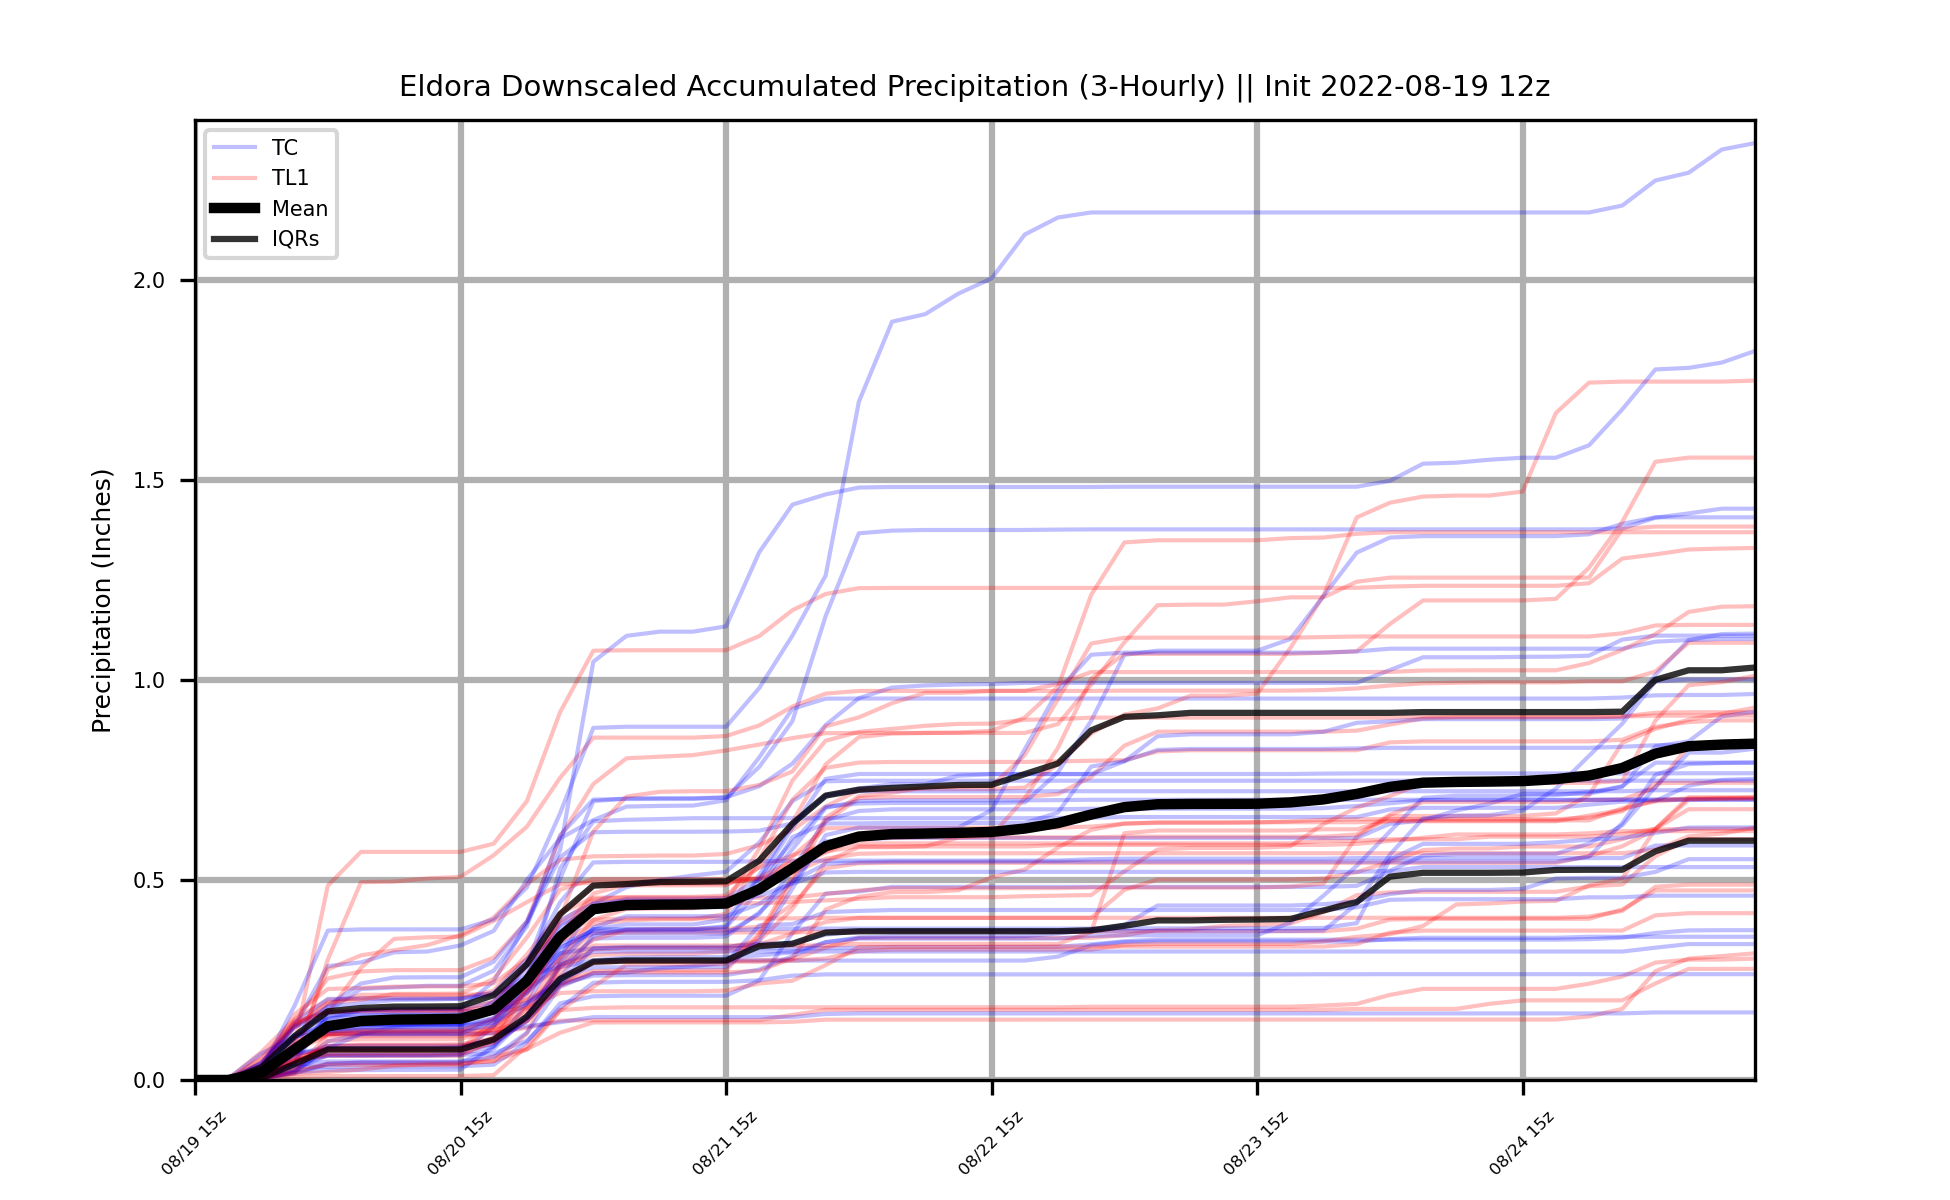 Eldora Downscaled Accumulated Precipitation (3-Hourly) || Init 2022-08-19 12z
TC
TL1
Mean
IQRs
Precipitation (Inches)
2.0
1.5
1.0
0.5
0.0
08/19 15z
08/20 15z
08/21 15z
08/22 15z
08/23 15z
08/24 15z